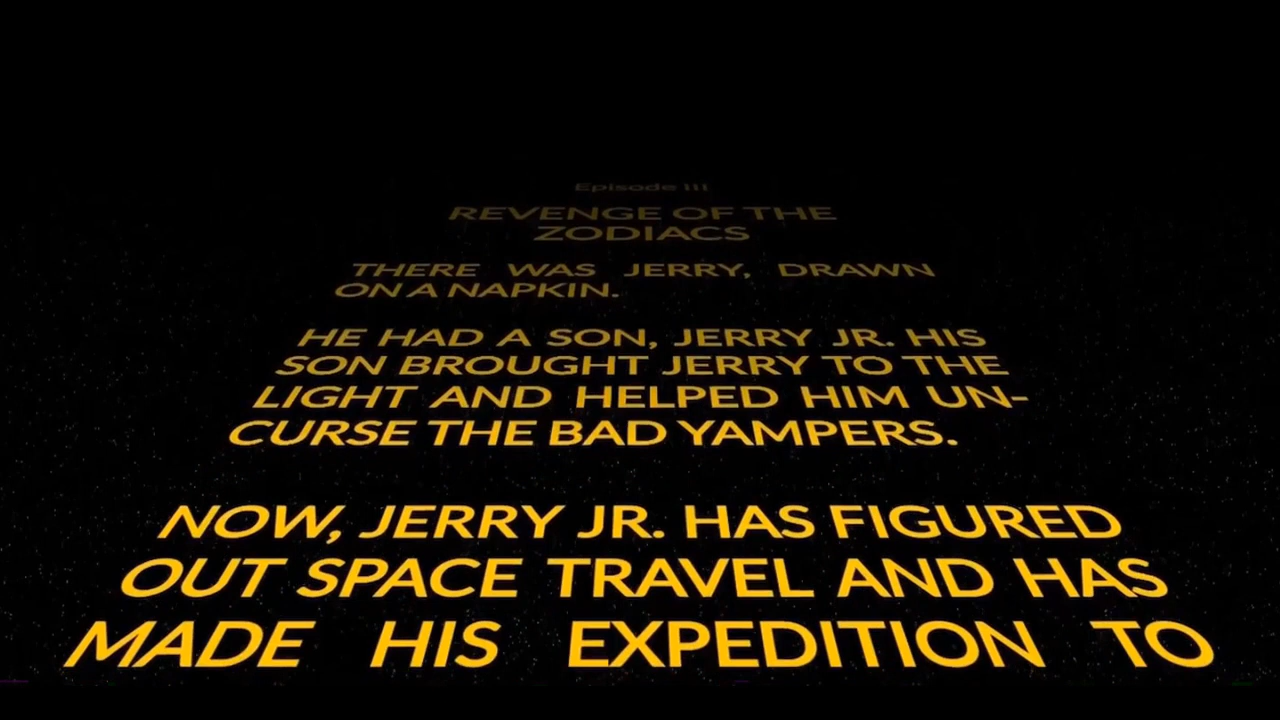 Episode III
REVENGE OF THE
ZODIACS
THERE WAS JERRY, DRAWN
ON A NAPKIN.
HE HAD A SON, JERRY JR. HIS
SON BROUGHT JERRY TO THE
LIGHT AND HELPED HIM UN-
CURSE THE BAD YAMPERS.
NOW, JERRY JR. HAS FIGURED
OUT SPACE TRAVEL AND HAS
MADE HIS EXPEDITION TO